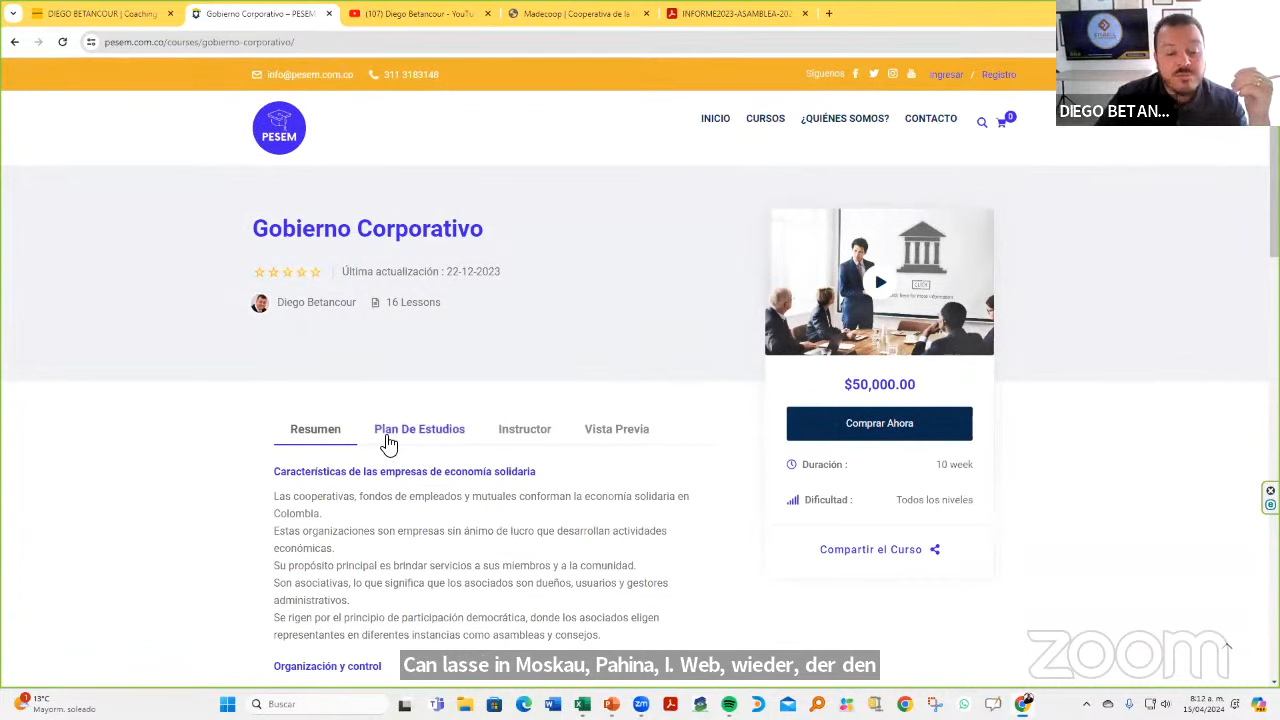 DIEGO BETANCOUR | Coaching
Gobierno Corporativo - PESEM
(107) DIEGO BETANCOUR - YouTu
Madecoop | Cooperativa de la
INFORME2023-ASAMBLEA-202
pesem.com.co/courses/gobierno-corporativo/
info@pesem.com.co
311 3183148
Síguenos
Ingresar / Registro
PESEM
INICIO
CURSOS
¿QUIÉNES SOMOS?
CONTACTO
0
DIEGO BETAN...
Gobierno Corporativo
Última actualización : 22-12-2023
Diego Betancour
16 Lessons
CLICK
$50,000.00
Comprar Ahora
Duración :
10 week
Dificultad :
Todos los niveles
Compartir el Curso
Resumen
Plan De Estudios
Instructor
Vista Previa
Características de las empresas de economía solidaria
Las cooperativas, fondos de empleados y mutuales conforman la economía solidaria en
Colombia.
Estas organizaciones son empresas sin ánimo de lucro que desarrollan actividades
económicas.
Su propósito principal es brindar servicios a sus miembros y a la comunidad.
Son asociativas, lo que significa que los asociados son dueños, usuarios y gestores
administrativos.
Se rigen por el principio de participación democrática, donde los asociados eligen
representantes en diferentes instancias como asambleas y consejos.
Organización y control
Can lasse in Moskau, Pahina, I. Web, wieder, der den
zoom
13°C
Mayorm. soleado
Buscar
8:12 a. m.
15/04/2024